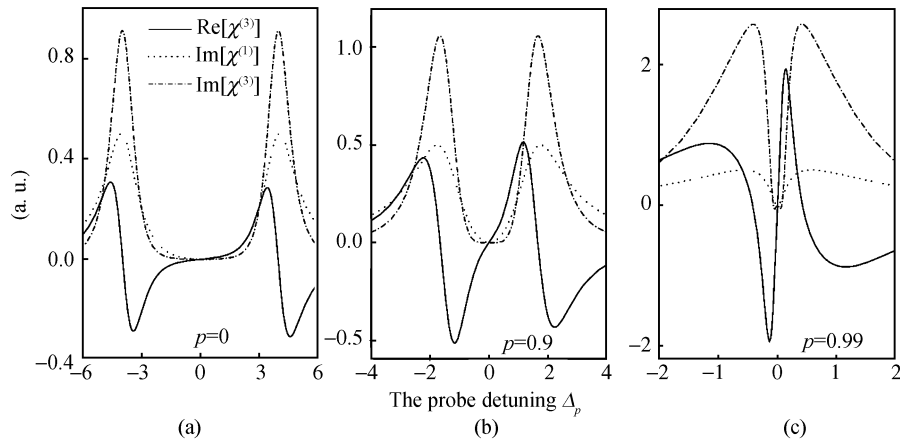 Re[χ⁽³⁾]
Im[χ⁽¹⁾]
Im[χ⁽³⁾]
(a. u.)
0.8
0.4
0.0
−0.4
−6 −3 0 3 6
p=0
1.0
0.5
0.0
−0.5
−4 −2 0 2 4
p=0.9
2
0
−2
−2 −1 0 1 2
p=0.99
The probe detuning Δₚ
(a) (b) (c)